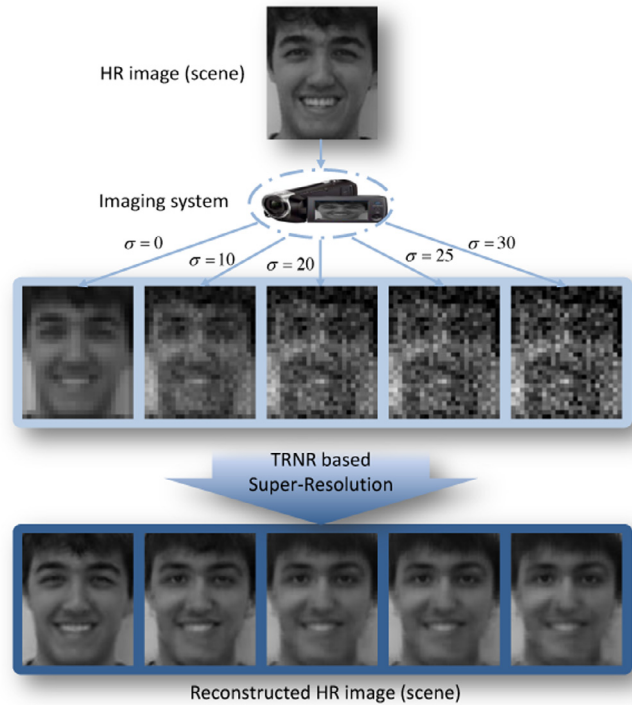 HR image (scene)
Imaging system
σ = 0
σ = 10
σ = 20
σ = 25
σ = 30
TRNR based
Super-Resolution
Reconstructed HR image (scene)